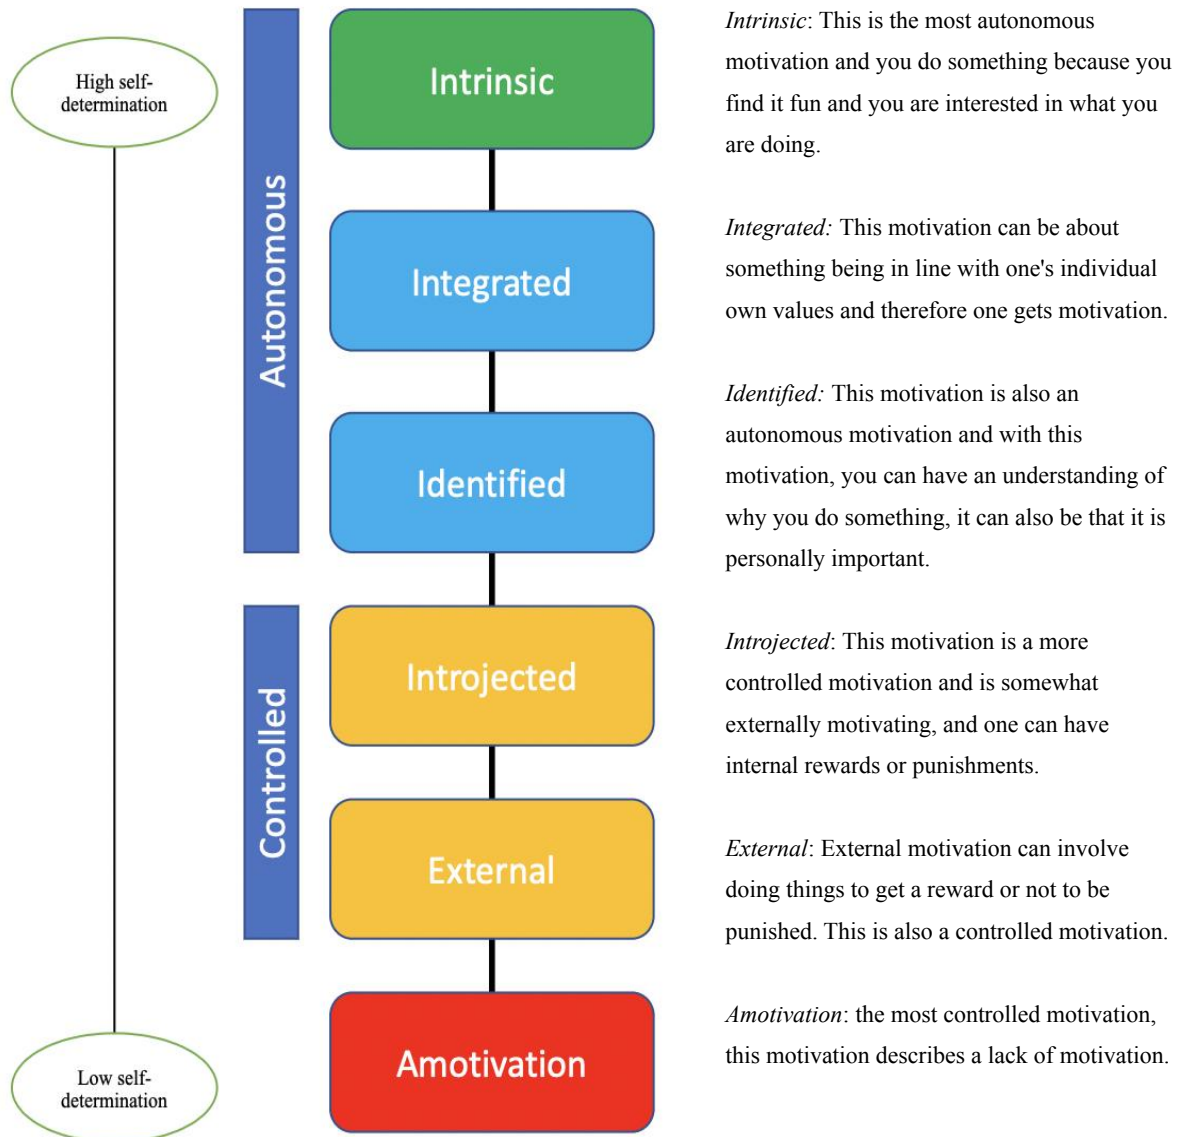 High self-
determination
Autonomous
Controlled
Low self-
determination
Intrinsic
Integrated
Identified
Introjected
External
Amotivation
Intrinsic: This is the most autonomous
motivation and you do something because you
find it fun and you are interested in what you
are doing.
Integrated: This motivation can be about
something being in line with one's individual
own values and therefore one gets motivation.
Identified: This motivation is also an
autonomous motivation and with this
motivation, you can have an understanding of
why you do something, it can also be that it is
personally important.
Introjected: This motivation is a more
controlled motivation and is somewhat
externally motivating, and one can have
internal rewards or punishments.
External: External motivation can involve
doing things to get a reward or not to be
punished. This is also a controlled motivation.
Amotivation: the most controlled motivation,
this motivation describes a lack of motivation.